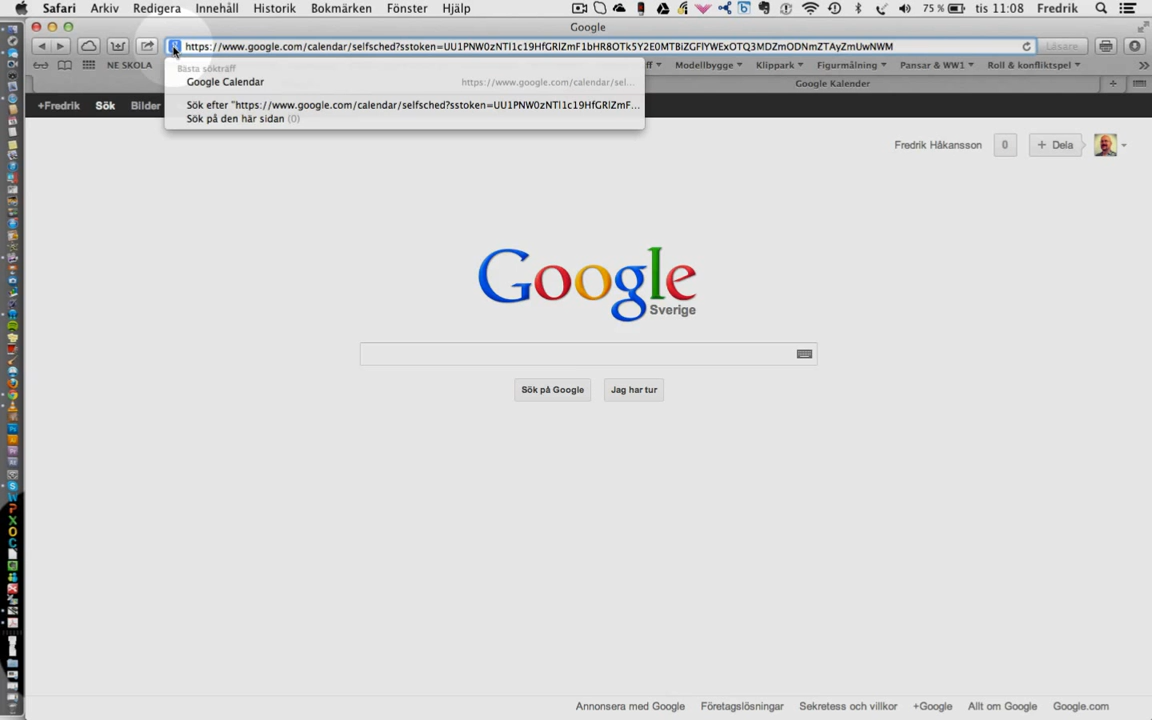 Safari Arkiv Redigera Innehåll Historik Bokmärken Fönster Hjälp 75 % tis 11:08 Fredrik
Google
https://www.google.com/calendar/selfsched?sstoken=UU1PNW0zNTl1c19HfGRlZmF1bHR8OTk5Y2E0MTBiZGFlYWExOTQ3MDZmODNmZTAyZmUwNWM Läsare
NE SKOLA Modellbygge Klippark Figurmålning Pansar & WW1 Roll & konfliktspel
Bästa sökträff
Google Calendar https://www.google.com/calendar/sel...
Google Kalender
Sök efter "https://www.google.com/calendar/selfsched?sstoken=UU1PNW0zNTl1c19HfGRlZmF...
Sök på den här sidan (0)
+Fredrik Sök Bilder
Fredrik Håkansson 0 + Dela
Google
Sverige
Sök på Google Jag har tur
Annonsera med Google Företagslösningar Sekretess och villkor +Google Allt om Google Google.com